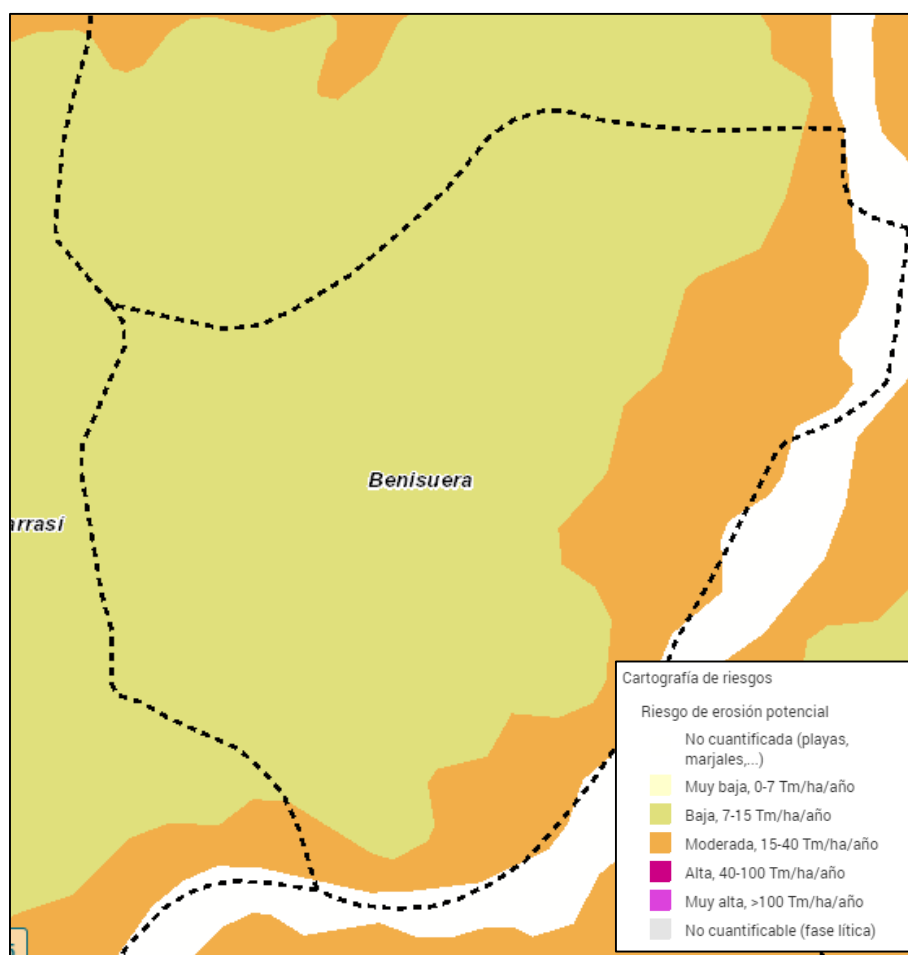 Benisuera
arrasí
Cartografía de riesgos
Riesgo de erosión potencial
No cuantificada (playas,
marjales,...)
Muy baja, 0-7 Tm/ha/año
Baja, 7-15 Tm/ha/año
Moderada, 15-40 Tm/ha/año
Alta, 40-100 Tm/ha/año
Muy alta, >100 Tm/ha/año
No cuantificable (fase lítica)